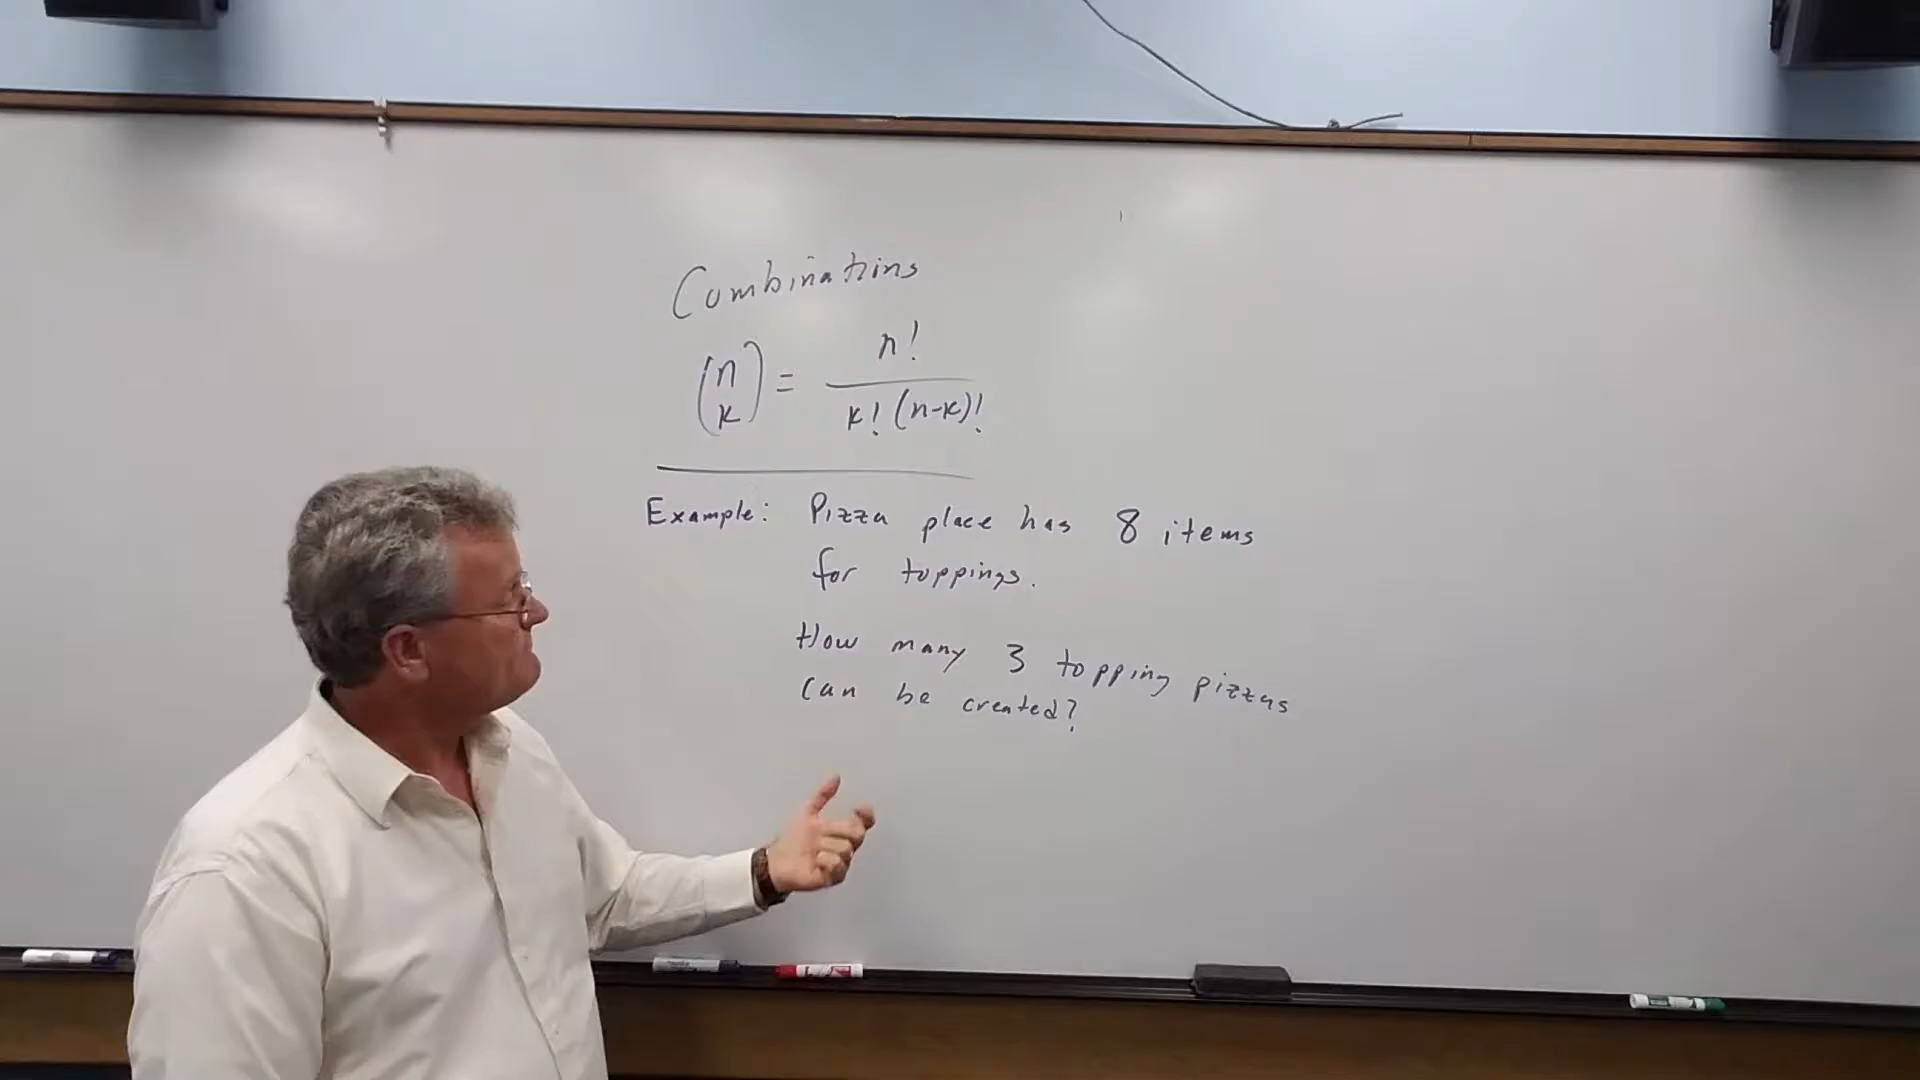 Combinations
(n k) = n! / k! (n-k)!
Example: Pizza place has 8 items
for toppings.
How many 3 topping pizzas
can be created?